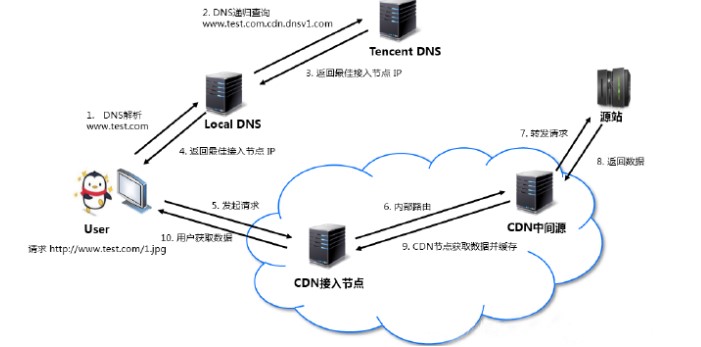 2. DNS递归查询
www.test.com.cdn.dnsv1.com
Tencent DNS
3. 返回最佳接入节点 IP
1. DNS解析
www.test.com
Local DNS
4. 返回最佳接入节点 IP
源站
7. 转发请求
8. 返回数据
User
请求 http://www.test.com/1.jpg
5. 发起请求
10. 用户获取数据
6. 内部路由
CDN中间源
9. CDN节点获取数据并缓存
CDN接入节点